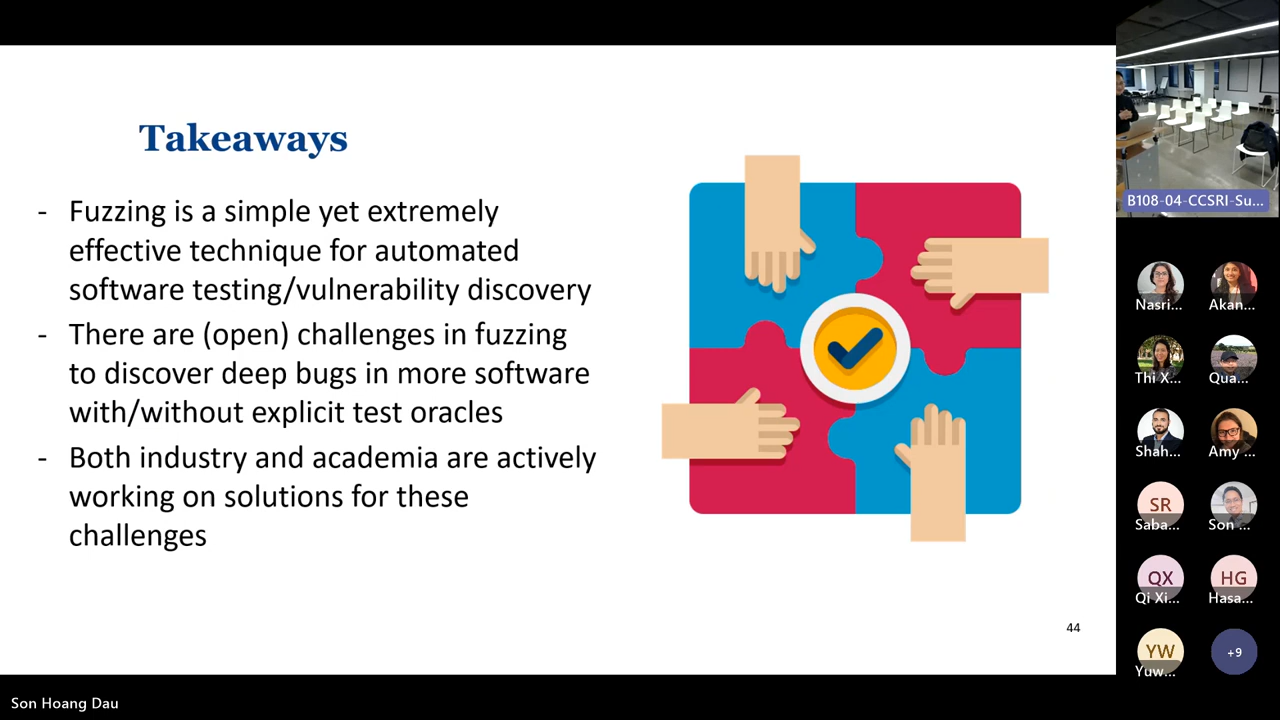 Takeaways
- Fuzzing is a simple yet extremely
effective technique for automated
software testing/vulnerability discovery
- There are (open) challenges in fuzzing
to discover deep bugs in more software
with/without explicit test oracles
- Both industry and academia are actively
working on solutions for these
challenges
44
B108-04-CCSRI-Su...
Nasri...
Akan...
Thi X...
Qua...
Shah...
Amy ...
SR
Saba...
Son ...
QX
Qi Xi...
HG
Hasa...
YW
Yuw...
+9
Son Hoang Dau